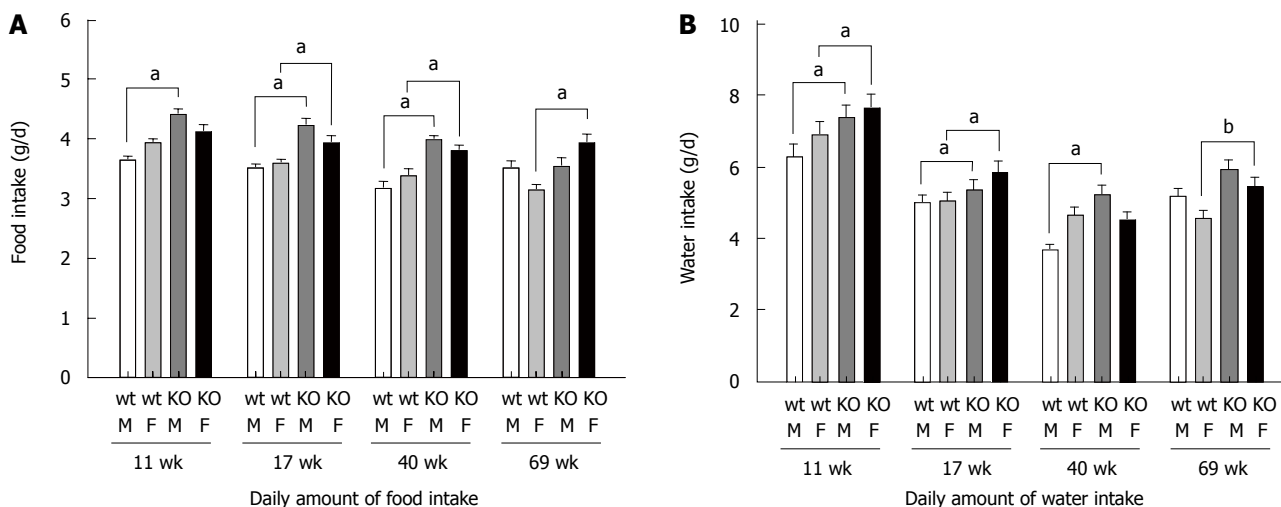 A
6
5
4
3
2
1
0
Food intake (g/d)
a
a
a
a
a
a
wt wt KO KO wt wt KO KO wt wt KO KO wt wt KO KO
M F M F M F M F M F M F M F M F
11 wk 17 wk 40 wk 69 wk
Daily amount of food intake
B
10
8
6
4
2
0
Water intake (g/d)
a
a
a
a
a
b
wt wt KO KO wt wt KO KO wt wt KO KO wt wt KO KO
M F M F M F M F M F M F M F M F
11 wk 17 wk 40 wk 69 wk
Daily amount of water intake